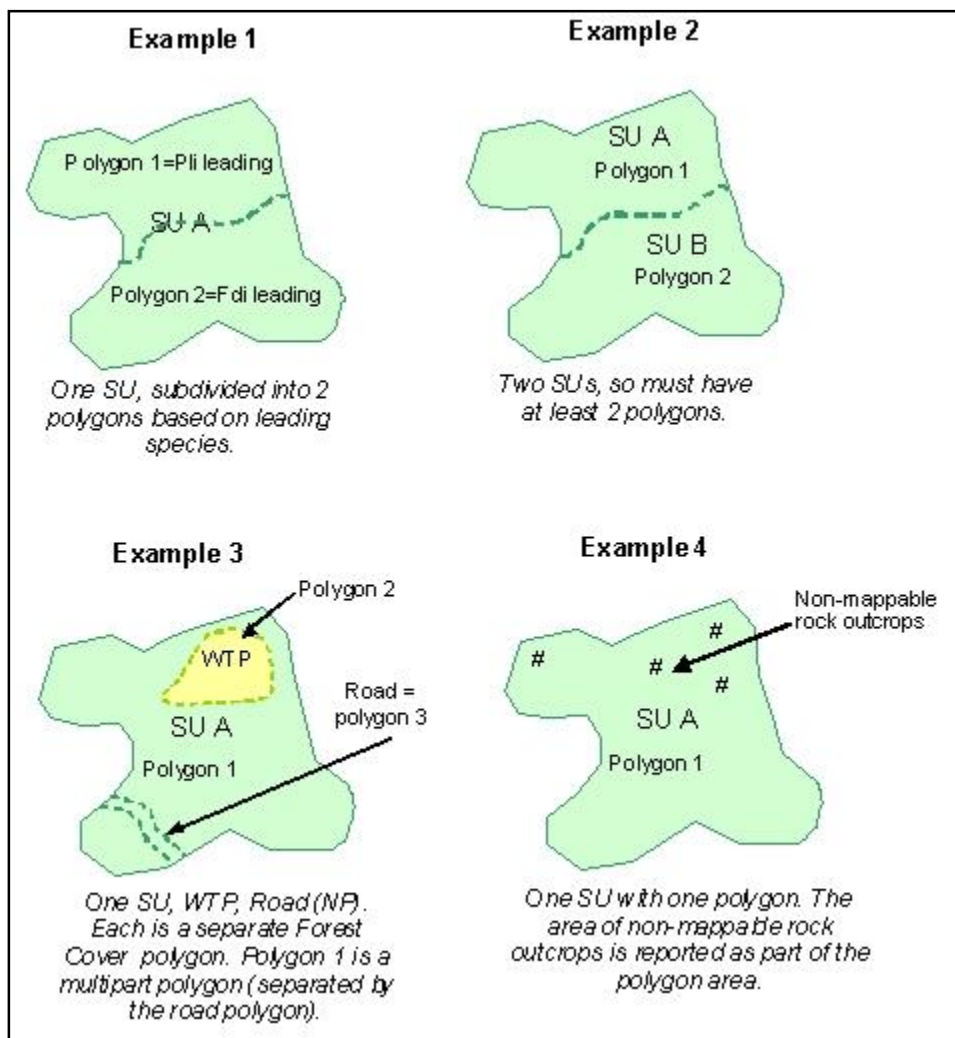 Example 1
Polygon 1=Pli leading
SU A
Polygon 2=Fdi leading
One SU, subdivided into 2
polygons based on leading
species.
Example 2
SU A
Polygon 1
SU B
Polygon 2
Two SUs, so must have
at least 2 polygons.
Example 3
Polygon 2
WTP
Road =
polygon 3
SU A
Polygon 1
One SU, WTP, Road (NP).
Each is a separate Forest
Cover polygon. Polygon 1 is a
multipart polygon (separated by
the road polygon).
Example 4
Non-mappable
rock outcrops
#
#
#
#
SU A
Polygon 1
One SU with one polygon. The
area of non-mappable rock
outcrops is reported as part of the
polygon area.